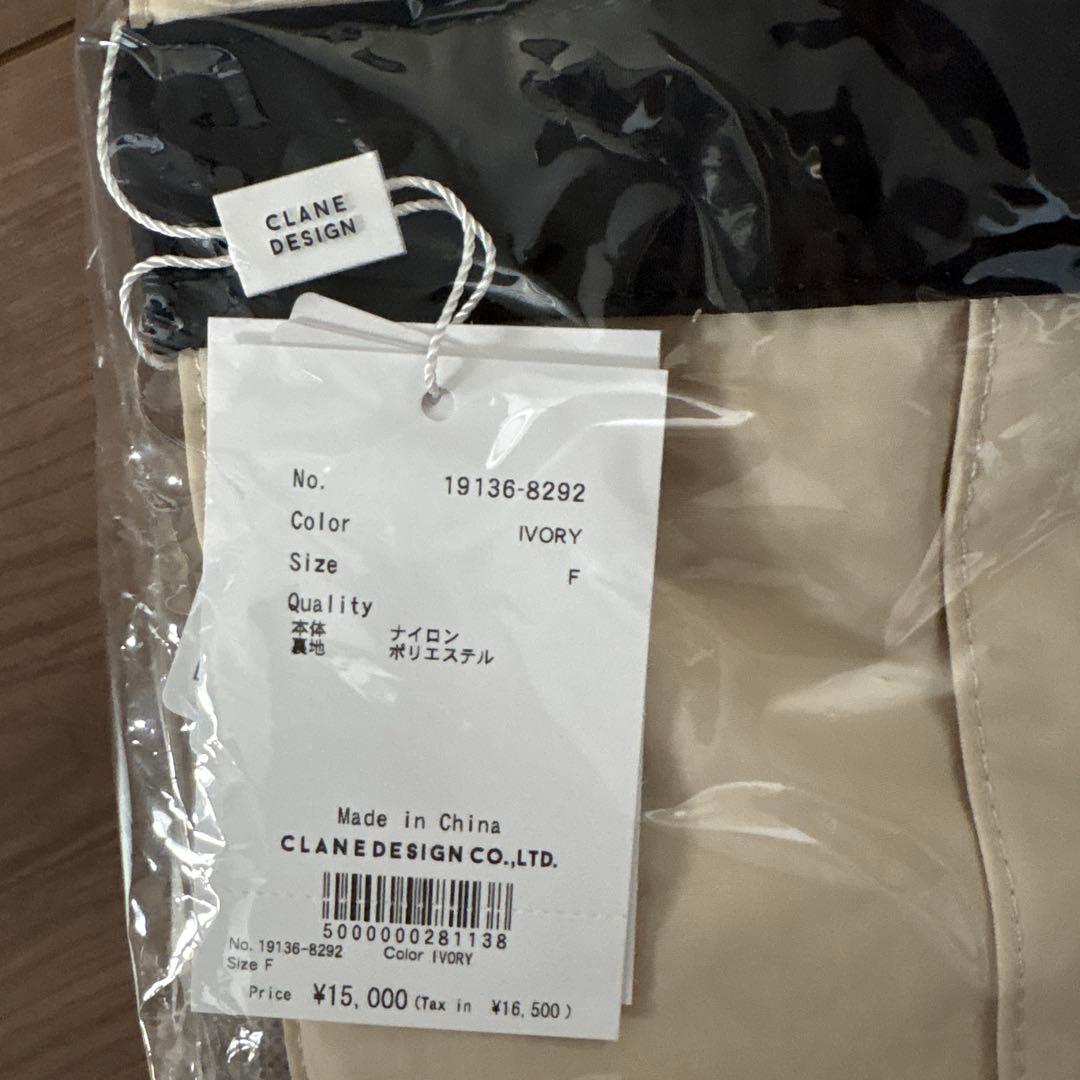 CLANE
DESIGN
No. 19136-8292
Color IVORY
Size F
Quality
本体 ナイロン
裏地 ポリエステル
Made in China
CLANE DESIGN CO.,LTD.
5000000281138
No. 19136-8292 Color IVORY
Size F
Price ¥15,000 (Tax in ¥16,500)